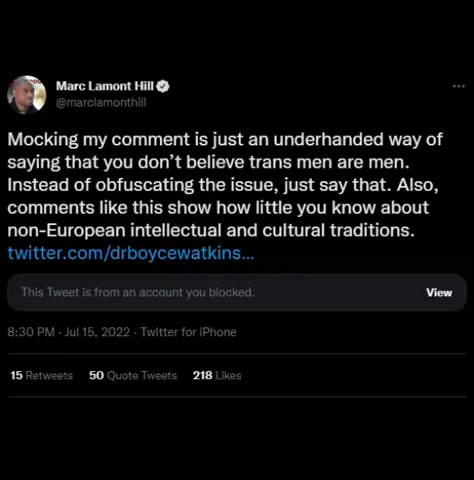 Marc Lamont Hill
@marclamonthill
Mocking my comment is just an underhanded way of
saying that you don’t believe trans men are men.
Instead of obfuscating the issue, just say that. Also,
comments like this show how little you know about
non-European intellectual and cultural traditions.
twitter.com/drboycewatkins...
This Tweet is from an account you blocked. View
8:30 PM · Jul 15, 2022 · Twitter for iPhone
15 Retweets 50 Quote Tweets 218 Likes